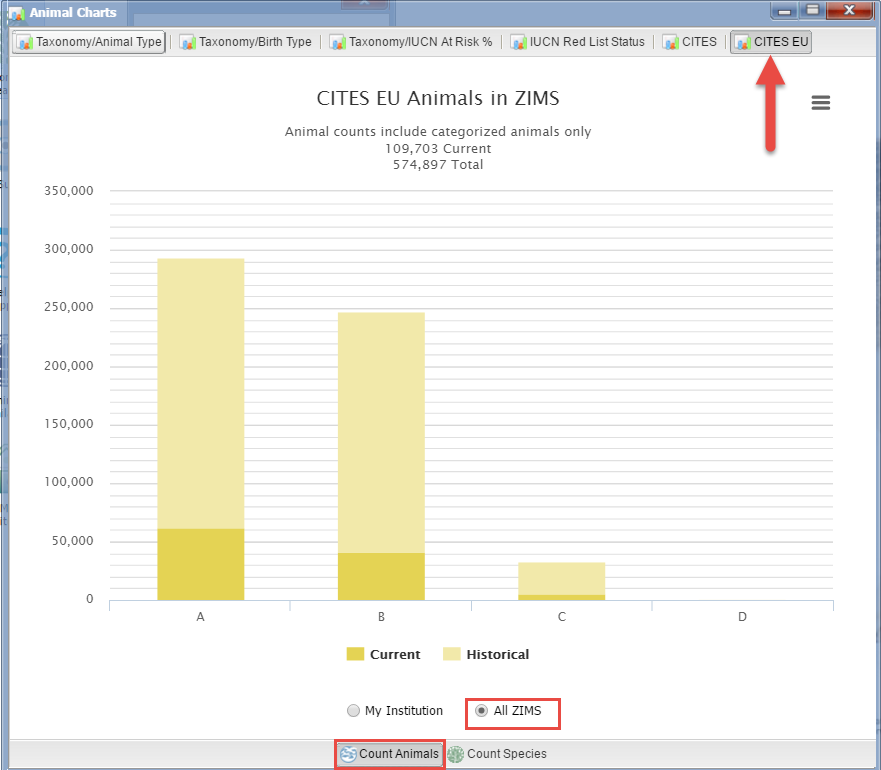 Animal Charts
Taxonomy/Animal Type Taxonomy/Birth Type Taxonomy/IUCN At Risk % IUCN Red List Status CITES CITES EU
CITES EU Animals in ZIMS
Animal counts include categorized animals only
109,703 Current
574,897 Total
350,000
300,000
250,000
200,000
150,000
100,000
50,000
0
A B C D
Current Historical
My Institution All ZIMS
Count Animals Count Species